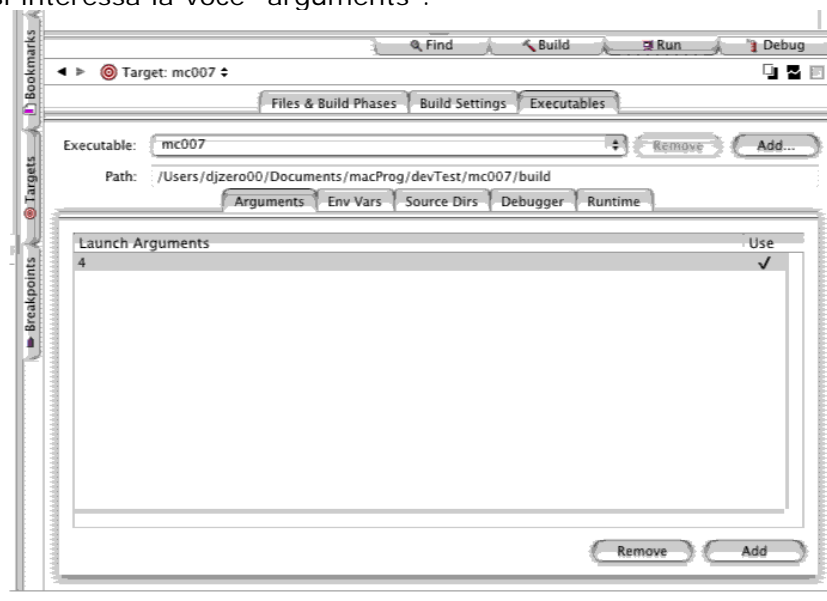 si interessa la voce "arguments".
Find Build Run Debug
Target: mc007
Files & Build Phases Build Settings Executables
Executable: mc007 Remove Add...
Path: /Users/djzero00/Documents/macProg/devTest/mc007/build
Arguments Env Vars Source Dirs Debugger Runtime
Launch Arguments Use
4
Remove Add
Bookmarks
Targets
Breakpoints